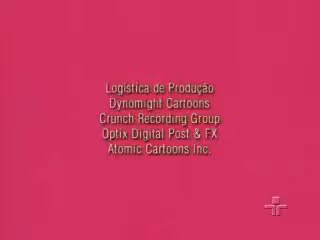 Logística de Produção
Dynomight Cartoons
Crunch Recording Group
Optix Digital Post & FX
Atomic Cartoons Inc.